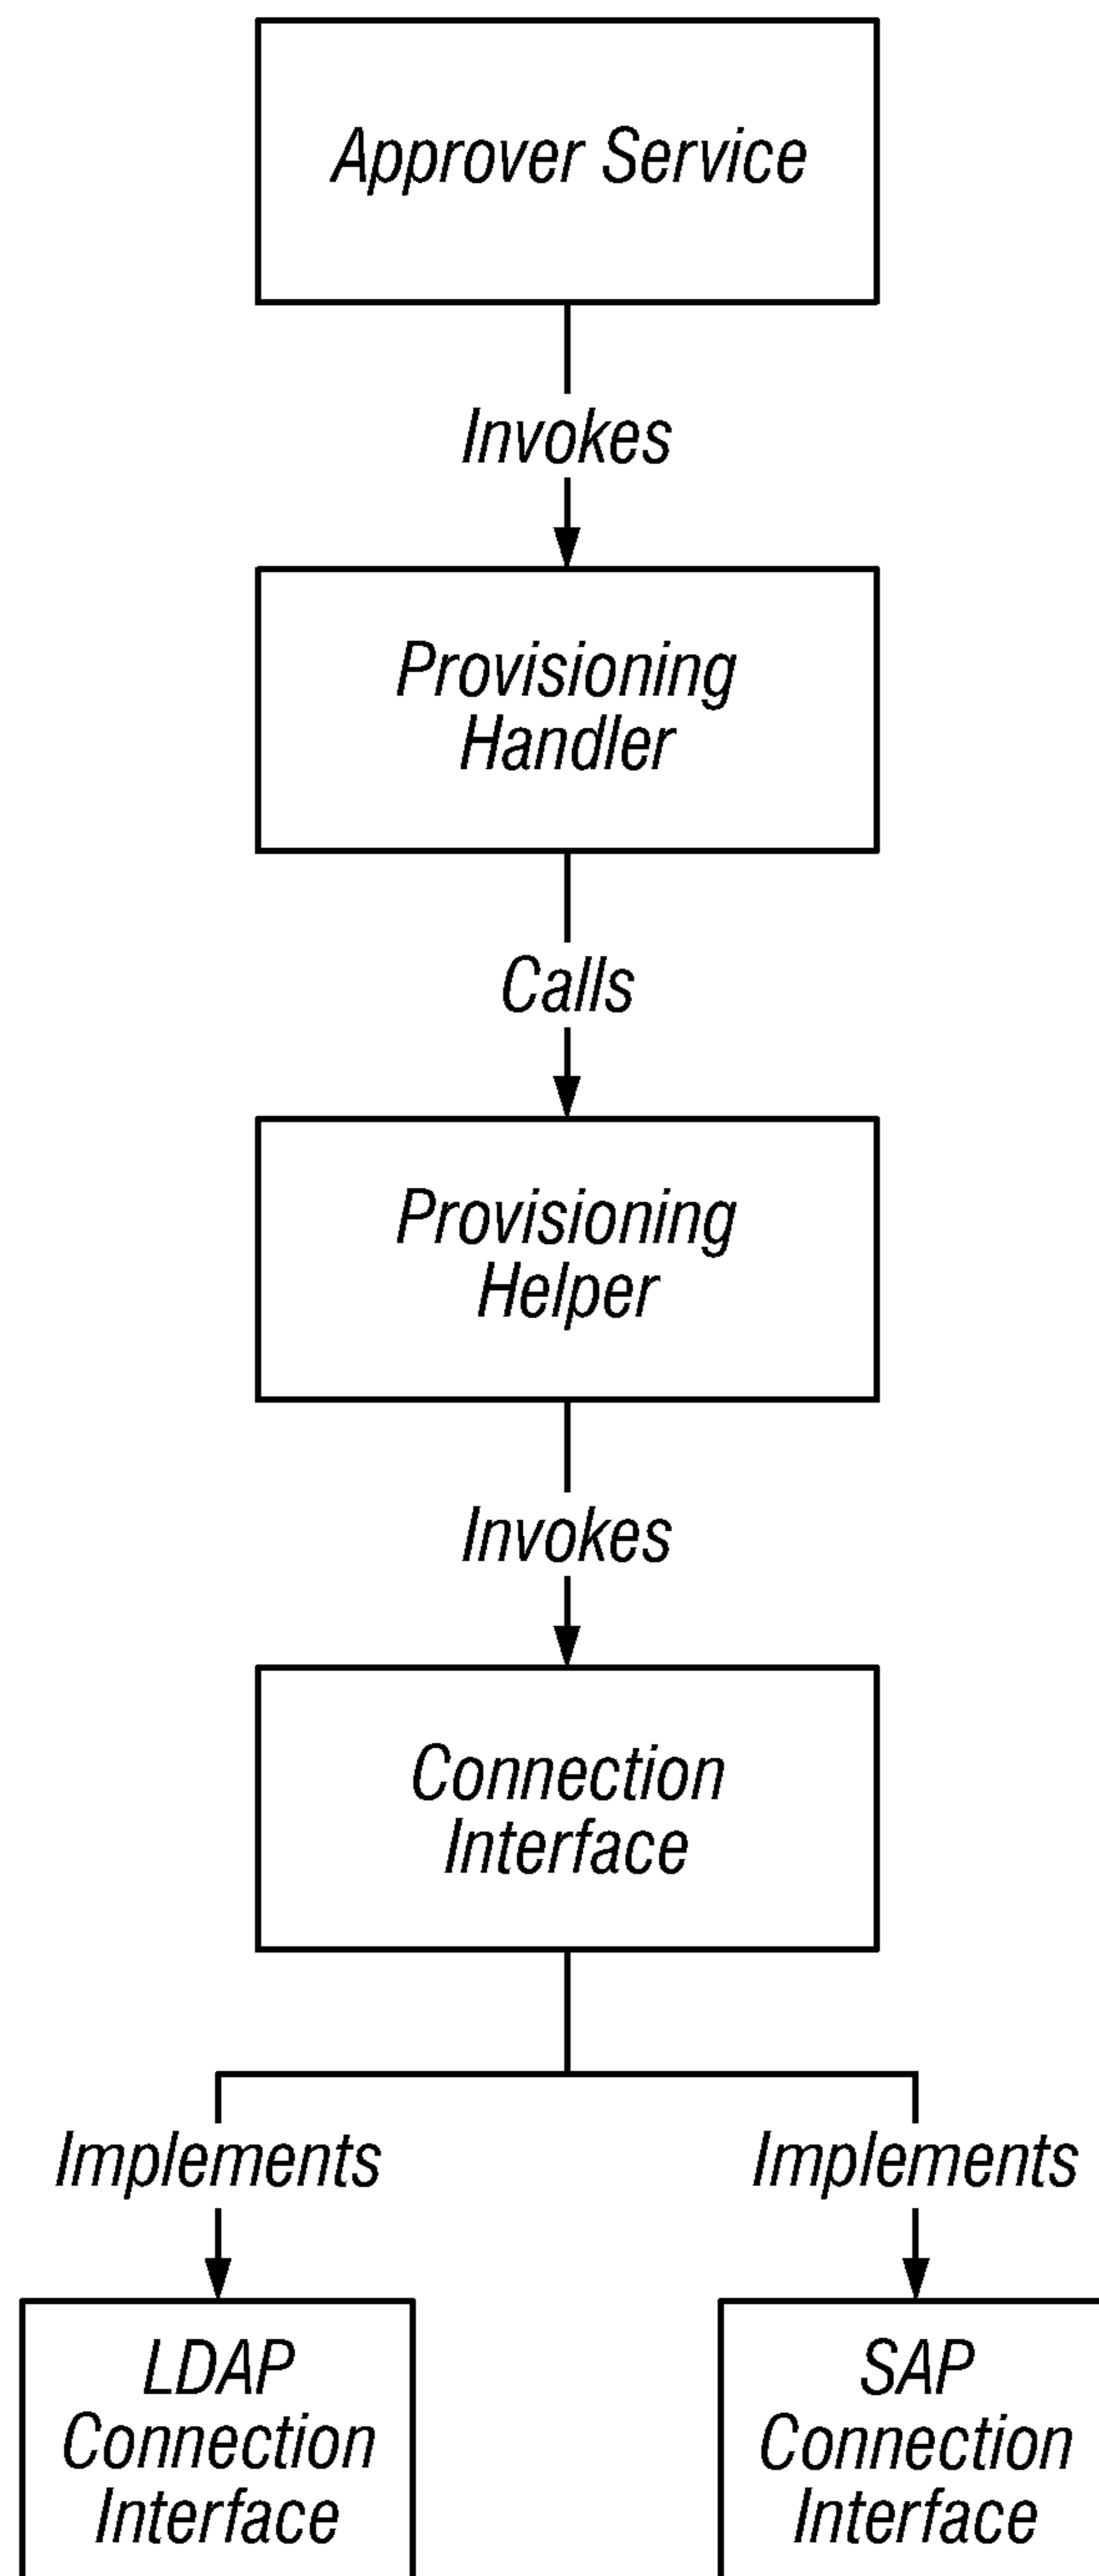 Approver Service
Invokes
Provisioning
Handler
Calls
Provisioning
Helper
Invokes
Connection
Interface
Implements
Implements
LDAP
Connection
Interface
SAP
Connection
Interface